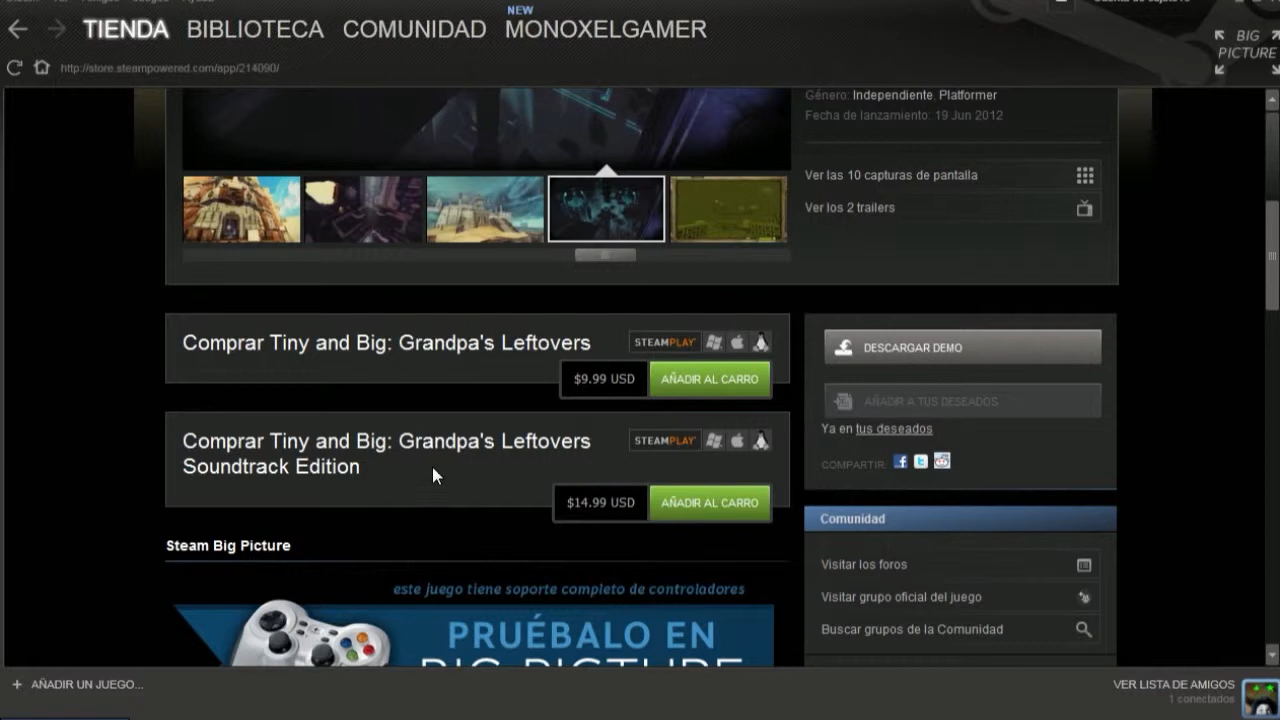 NEW
TIENDA BIBLIOTECA COMUNIDAD MONOXELGAMER
BIG PICTURE
http://store.steampowered.com/app/214090/
Género: Independiente, Platformer
Fecha de lanzamiento: 19 Jun 2012
Ver las 10 capturas de pantalla
Ver los 2 trailers
Comprar Tiny and Big: Grandpa's Leftovers
STEAMPLAY
$9.99 USD AÑADIR AL CARRO
Comprar Tiny and Big: Grandpa's Leftovers
Soundtrack Edition
STEAMPLAY
$14.99 USD AÑADIR AL CARRO
DESCARGAR DEMO
AÑADIR A TUS DESEADOS
Ya en tus deseados
COMPARTIR:
Steam Big Picture
este juego tiene soporte completo de controladores
PRUÉBALO EN
BIG PICTURE
Comunidad
Visitar los foros
Visitar grupo oficial del juego
Buscar grupos de la Comunidad
+ AÑADIR UN JUEGO...
VER LISTA DE AMIGOS
1 conectados